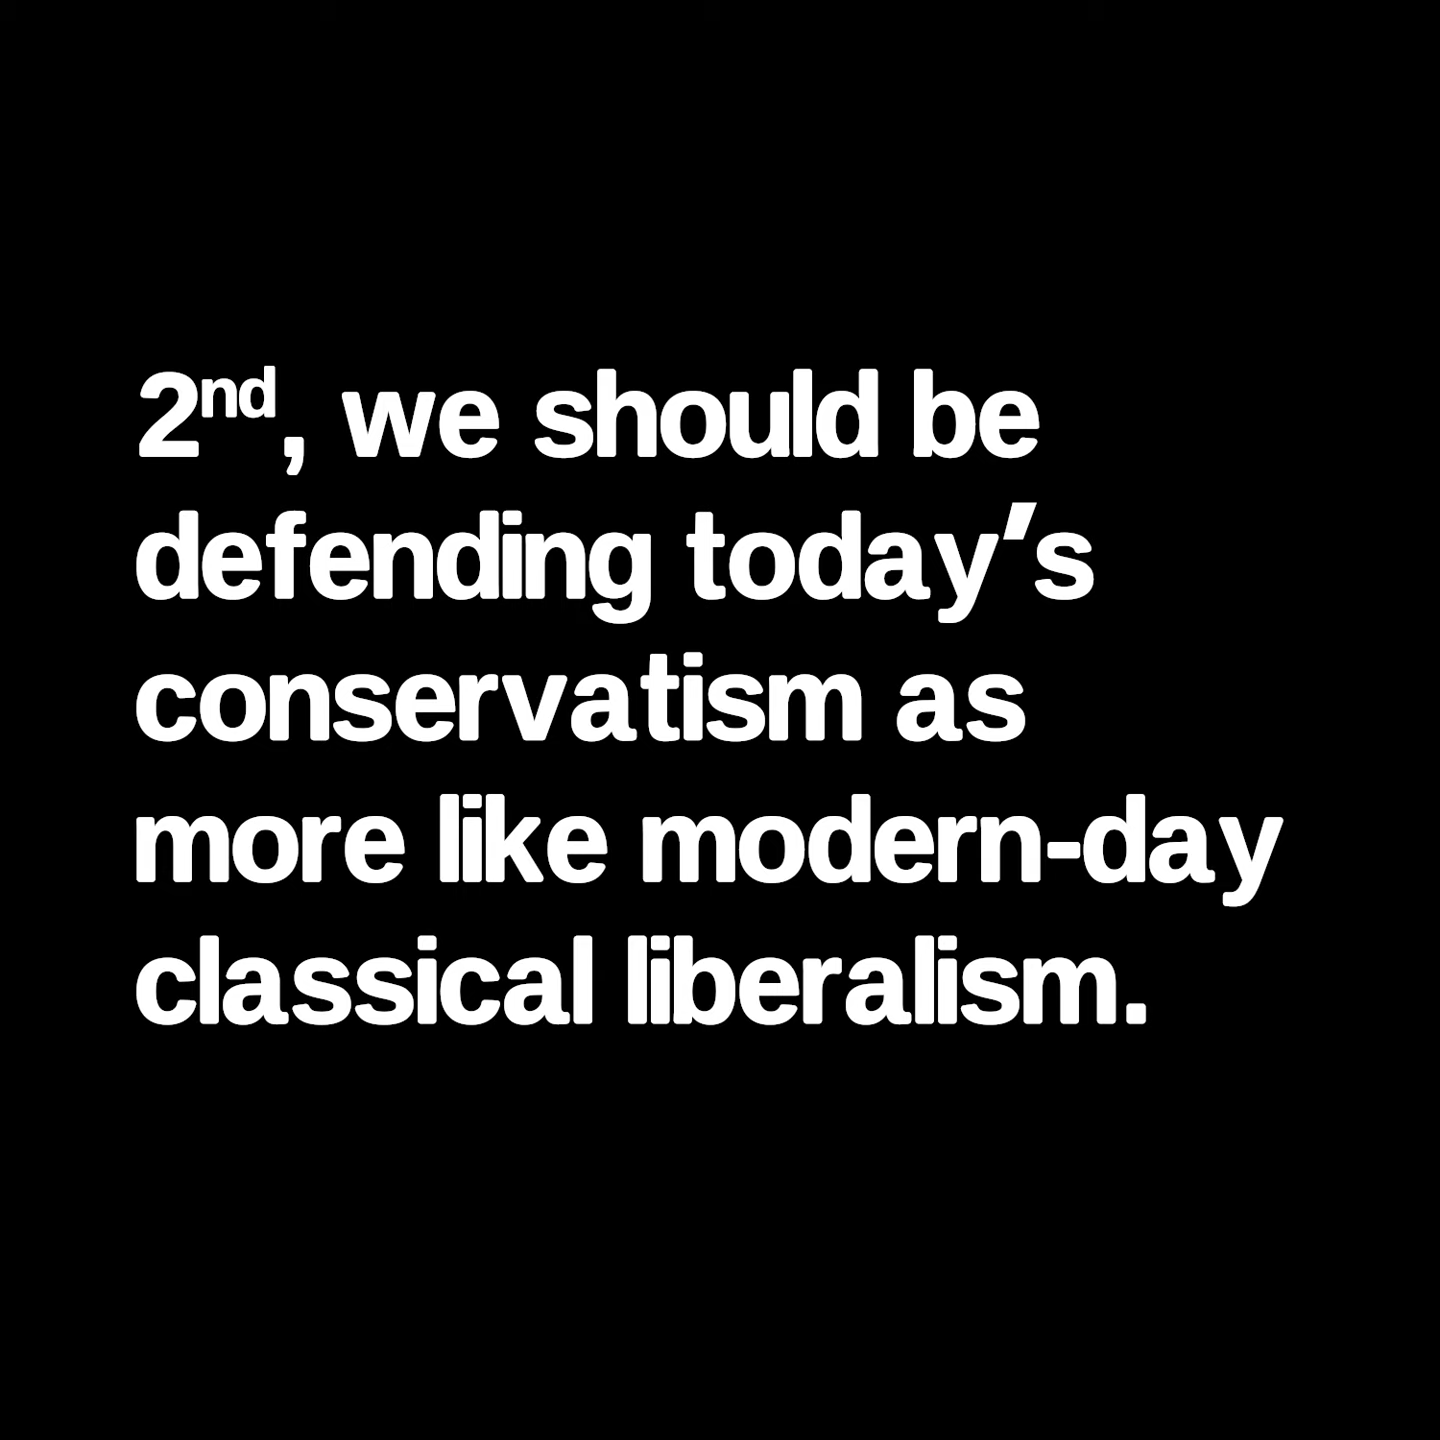 2nd, we should be
defending today's
conservatism as
more like modern-day
classical liberalism.